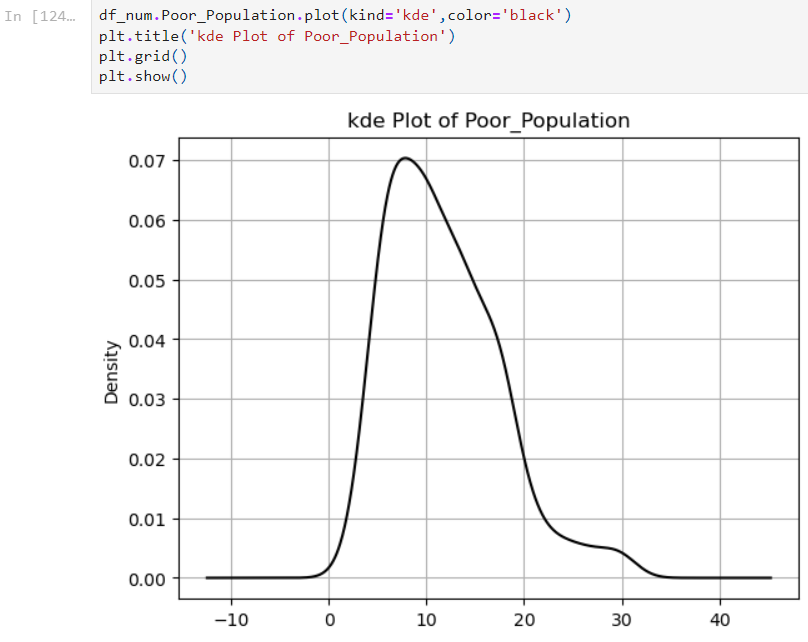 In [124…
df_num.Poor_Population.plot(kind='kde',color='black')
plt.title('kde Plot of Poor_Population')
plt.grid()
plt.show()
kde Plot of Poor_Population
0.07
0.06
0.05
0.04
0.03
0.02
0.01
0.00
Density
−10 0 10 20 30 40